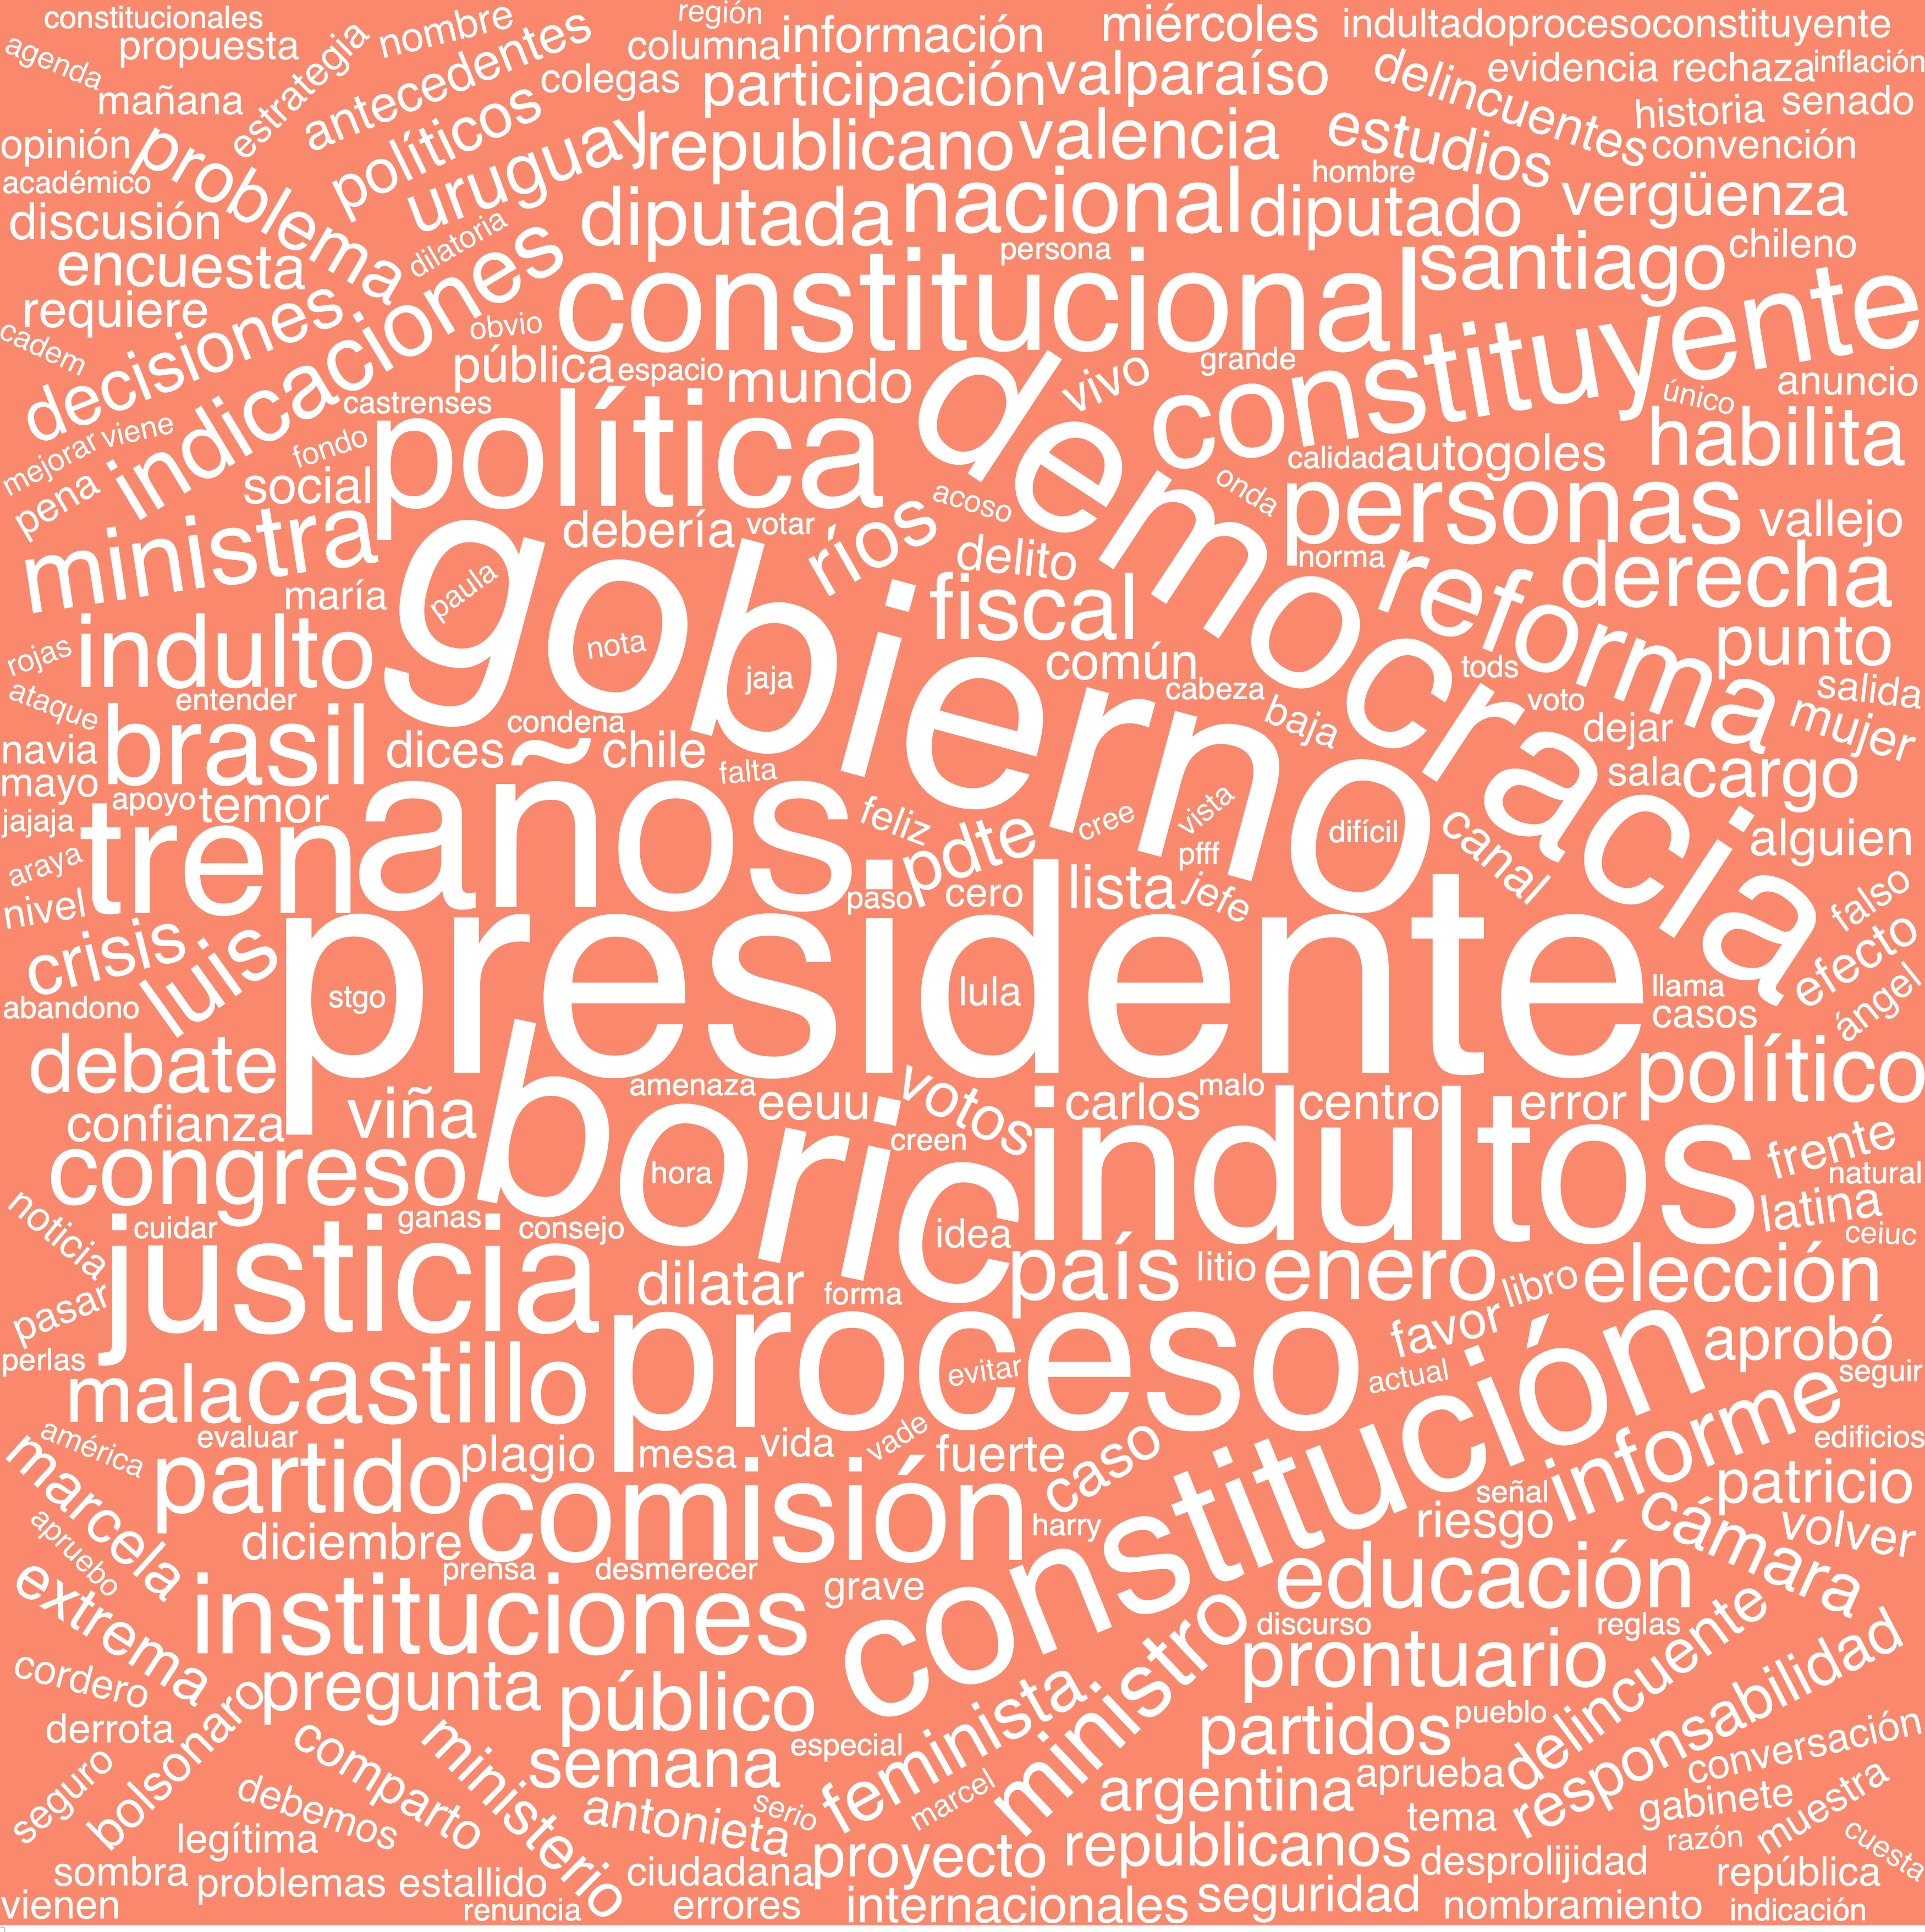 constitucionales
nombre
región
información
miércoles
indultadoprocesoconstituyente
agenda
propuesta
estrategia
antecedentes
columna
colegas
participación
valparaíso
delincuentes
evidencia
rechaza
inflación
mañana
políticos
historia
senado
opinión
problema
uruguay
republicano
valencia
estudios
convención
académico
hombre
discusión
dilatoria
diputada
nacional
diputado
vergüenza
encuesta
indicaciones
persona
constitucional
santiago
chileno
requiere
decisiones
obvio
constituyente
cadem
pública
espacio
mundo
democracia
vivo
grande
único
anuncio
castrenses
mejorar
viene
fondo
política
calidad
autogoles
habilita
pena
social
acoso
onda
personas
vallejo
ministra
gobierno
debería
votar
ríos
delito
norma
reforma
derecha
maría
paula
fiscal
rojas
indulto
nota
jaja
común
tods
punto
ataque
entender
cabeza
voto
salida
navia
brasil
condena
baja
dejar
mujer
dices
chile
falta
mayo
apoyo
temor
sala
cargo
jajaja
trenañosm
feliz
cree
vista
difícil
canal
alguien
araya
pdte
pfff
nivel
paso
cero
lista
jefe
falso
crisis
luis
presidente
efecto
abandono
stgo
lula
llama
casos
ángel
debate
boric
amenaza
eeuu
votos
carlos
malo
centro
error
político
confianza
viña
creen
indultos
frente
congreso
hora
natural
noticia
cuidar
ganas
consejo
idea
latina
ceiuc
justicia
dilatar
forma
país
litio
enero
libro
elección
pasar
perlas
proceso
constitución
favor
aprobó
mala
castillo
evitar
actual
seguir
américa
evaluar
informe
marcela
partido
plagio
mesa
vida
vade
fuerte
caso
edificios
señal
patricio
apruebo
diciembre
comisión
harry
riesgo
cámara
volver
prensa
desmerecer
extrema
instituciones
grave
educación
discurso
reglas
cordero
pregunta
público
feminista.
ministro
prontuario
delincuente
responsabilidad
derrota
bolsonaro
especial
partidos
pueblo
conversación
seguro
comparto
ministerio
semana
serio
marcel
argentina
aprueba
gabinete
muestra
debemos
antonieta
tema
legítima
razón
cuesta
sombra
problemas
estallido
ciudadana
proyecto
republicanos
desprolijidad
república
vienen
renuncia
errores
internacionales
seguridad
nombramiento
indicación